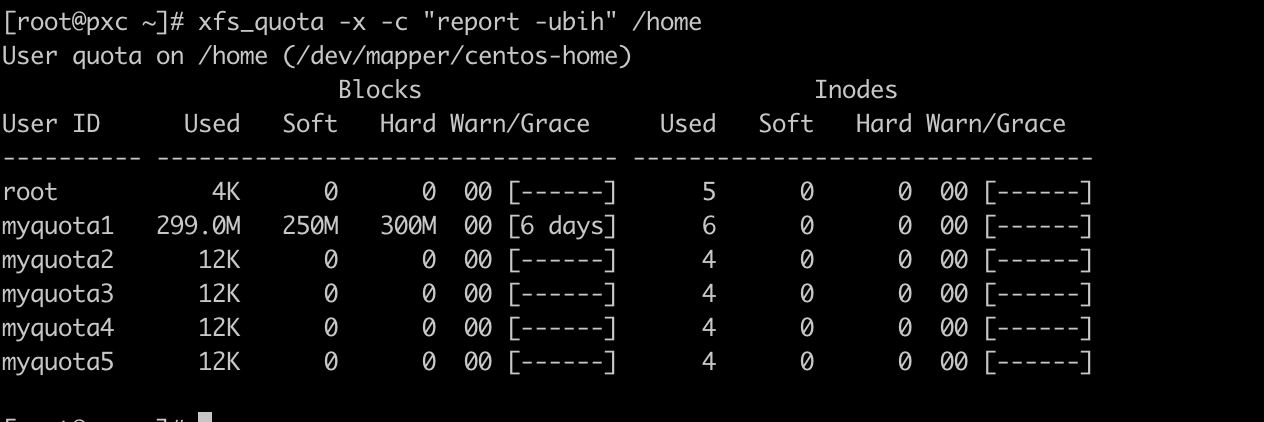 [root@pxc ~]# xfs_quota -x -c "report -ubih" /home
User quota on /home (/dev/mapper/centos-home)
                        Blocks                            Inodes
User ID      Used   Soft   Hard Warn/Grace     Used   Soft   Hard Warn/Grace
---------- --------------------------------- ---------------------------------
root           4K      0      0  00 [------]      5      0      0  00 [------]
myquota1   299.0M   250M   300M  00 [6 days]      6      0      0  00 [------]
myquota2      12K      0      0  00 [------]      4      0      0  00 [------]
myquota3      12K      0      0  00 [------]      4      0      0  00 [------]
myquota4      12K      0      0  00 [------]      4      0      0  00 [------]
myquota5      12K      0      0  00 [------]      4      0      0  00 [------]